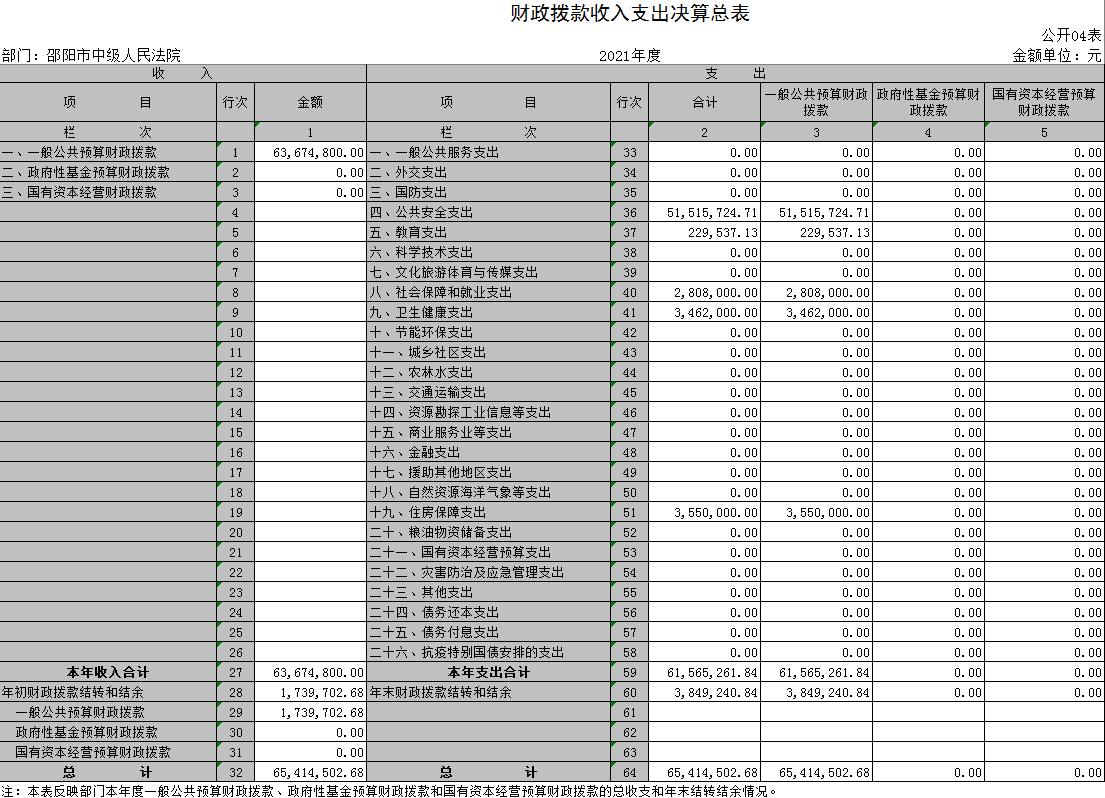 财政拨款收入支出决算总表
公开04表
部门：邵阳市中级人民法院 2021年度 金额单位：元
收 入 支 出
项 目 行次 金额 项 目 行次 合计 一般公共预算财政拨款 政府性基金预算财政拨款 国有资本经营预算财政拨款
栏 次 1 栏 次 2 3 4 5
一、一般公共预算财政拨款 1 63,674,800.00 一、一般公共服务支出 33 0.00 0.00 0.00 0.00
二、政府性基金预算财政拨款 2 0.00 二、外交支出 34 0.00 0.00 0.00 0.00
三、国有资本经营财政拨款 3 0.00 三、国防支出 35 0.00 0.00 0.00 0.00
4 四、公共安全支出 36 51,515,724.71 51,515,724.71 0.00 0.00
5 五、教育支出 37 229,537.13 229,537.13 0.00 0.00
6 六、科学技术支出 38 0.00 0.00 0.00 0.00
7 七、文化旅游体育与传媒支出 39 0.00 0.00 0.00 0.00
8 八、社会保障和就业支出 40 2,808,000.00 2,808,000.00 0.00 0.00
9 九、卫生健康支出 41 3,462,000.00 3,462,000.00 0.00 0.00
10 十、节能环保支出 42 0.00 0.00 0.00 0.00
11 十一、城乡社区支出 43 0.00 0.00 0.00 0.00
12 十二、农林水支出 44 0.00 0.00 0.00 0.00
13 十三、交通运输支出 45 0.00 0.00 0.00 0.00
14 十四、资源勘探工业信息等支出 46 0.00 0.00 0.00 0.00
15 十五、商业服务业等支出 47 0.00 0.00 0.00 0.00
16 十六、金融支出 48 0.00 0.00 0.00 0.00
17 十七、援助其他地区支出 49 0.00 0.00 0.00 0.00
18 十八、自然资源海洋气象等支出 50 0.00 0.00 0.00 0.00
19 十九、住房保障支出 51 3,550,000.00 3,550,000.00 0.00 0.00
20 二十、粮油物资储备支出 52 0.00 0.00 0.00 0.00
21 二十一、国有资本经营预算支出 53 0.00 0.00 0.00 0.00
22 二十二、灾害防治及应急管理支出 54 0.00 0.00 0.00 0.00
23 二十三、其他支出 55 0.00 0.00 0.00 0.00
24 二十四、债务还本支出 56 0.00 0.00 0.00 0.00
25 二十五、债务付息支出 57 0.00 0.00 0.00 0.00
26 二十六、抗疫特别国债安排的支出 58 0.00 0.00 0.00 0.00
本年收入合计 27 63,674,800.00 本年支出合计 59 61,565,261.84 61,565,261.84 0.00 0.00
年初财政拨款结转和结余 28 1,739,702.68 年末财政拨款结转和结余 60 3,849,240.84 3,849,240.84 0.00 0.00
一般公共预算财政拨款 29 1,739,702.68 61
政府性基金预算财政拨款 30 0.00 62
国有资本经营预算财政拨款 31 0.00 63
总 计 32 65,414,502.68 总 计 64 65,414,502.68 65,414,502.68 0.00 0.00
注：本表反映部门本年度一般公共预算财政拨款、政府性基金预算财政拨款和国有资本经营预算财政拨款的总收支和年末结转结余情况。